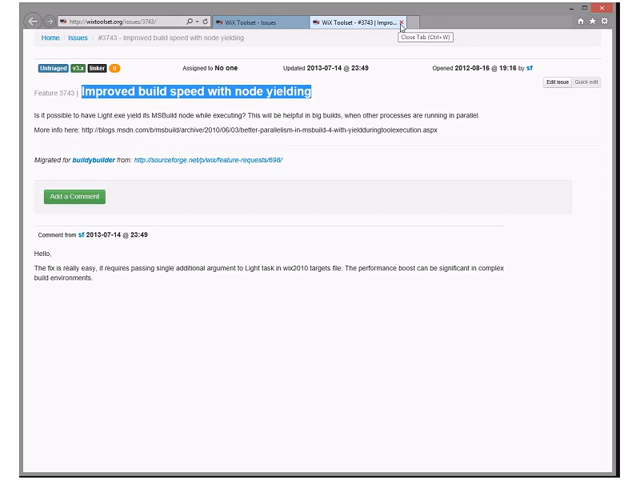 http://wixtoolset.org/issues/3743/
WiX Toolset - Issues
WiX Toolset - #3743 | Impro...
Close Tab (Ctrl+W)
Home / Issues / #3743 - Improved build speed with node yielding
Untriaged v3.x linker 0
Assigned to No one
Updated 2013-07-14 @ 23:49
Opened 2012-08-16 @ 19:16 by sf
Edit issue Quick edit
Feature 3743 | Improved build speed with node yielding
Is it possible to have Light.exe yield its MSBuild node while executing? This will be helpful in big builds, when other processes are running in parallel.
More info here: http://blogs.msdn.com/b/msbuild/archive/2010/06/03/better-parallelism-in-msbuild-4-with-yieldduringtoolexecution.aspx
Migrated for buildybuilder from: http://sourceforge.net/p/wix/feature-requests/698/
Add a Comment
Comment from sf 2013-07-14 @ 23:49
Hello,
The fix is really easy, it requires passing single additional argument to Light task in wix2010.targets file. The performance boost can be significant in complex
build environments.